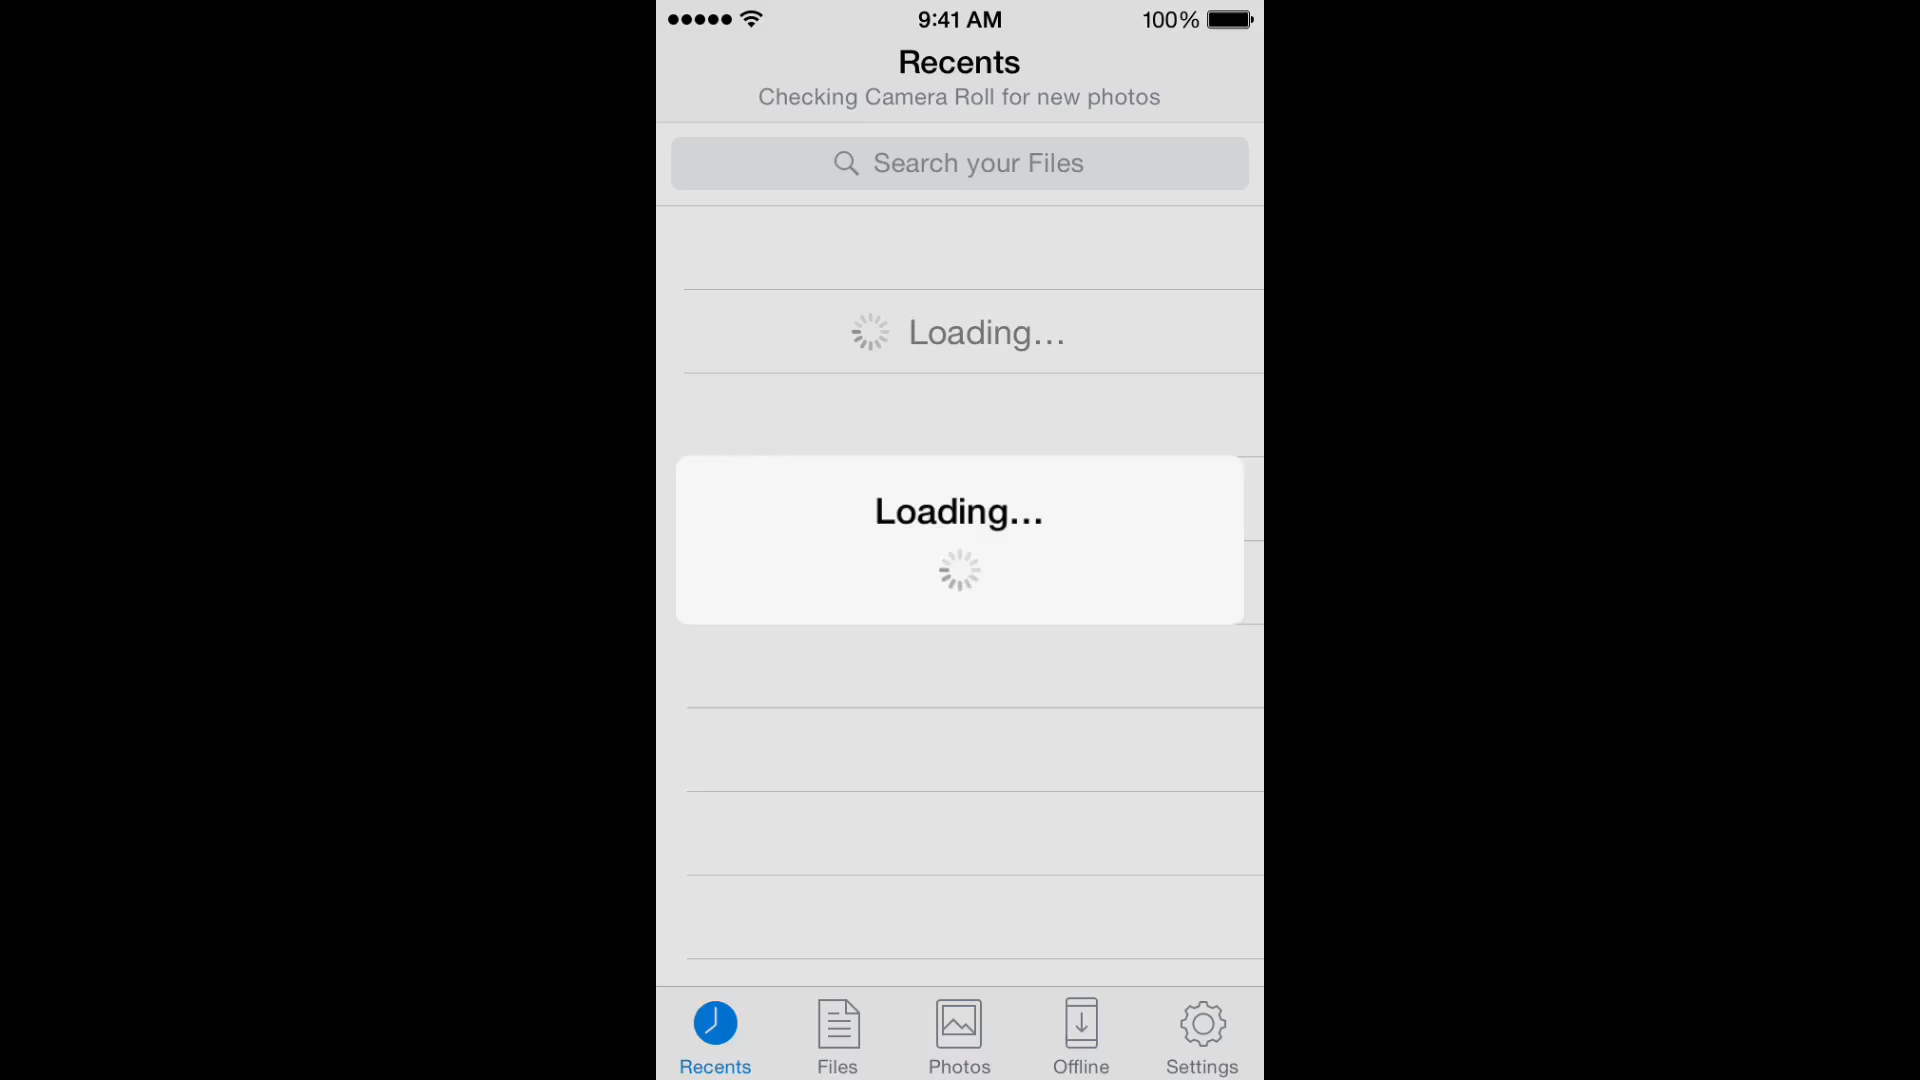 9:41 AM
100%
Recents
Checking Camera Roll for new photos
Search your Files
Loading...
Loading...
Recents
Files
Photos
Offline
Settings